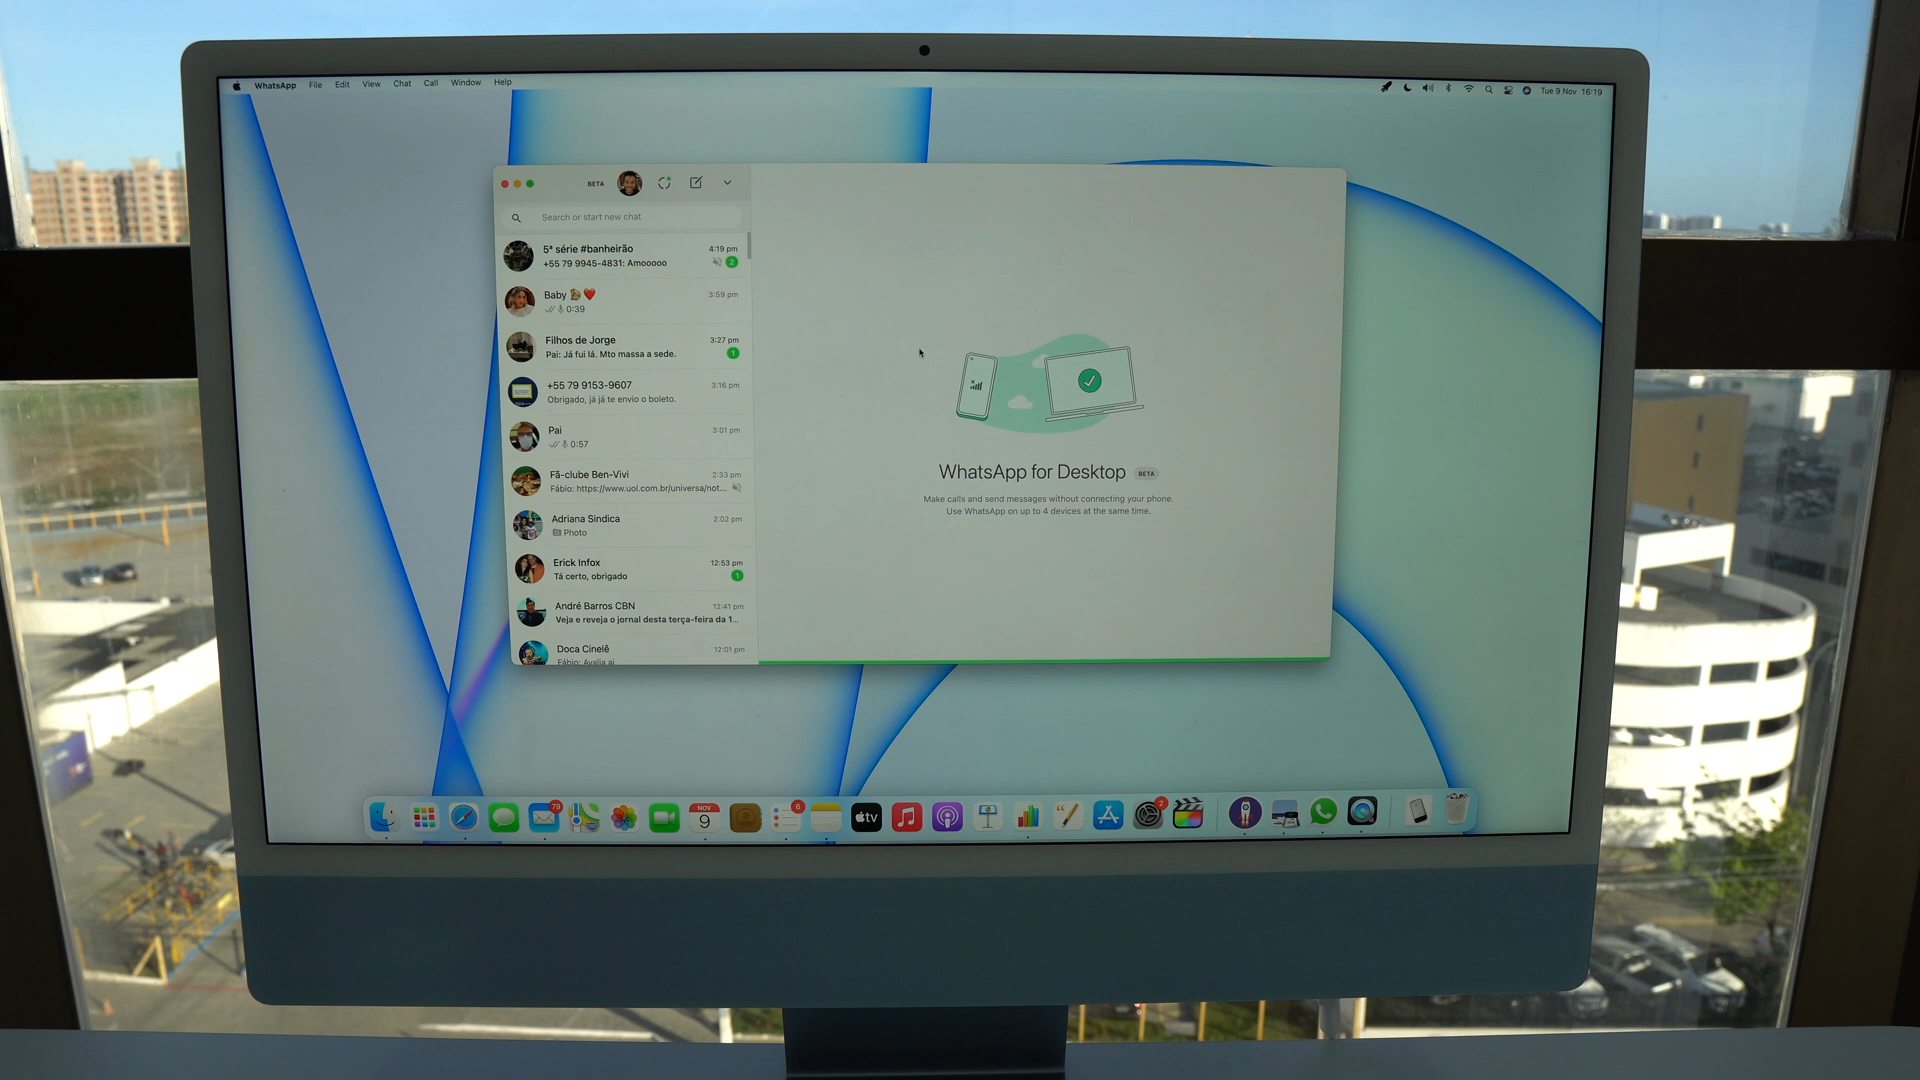 WhatsApp File Edit View Chat Call Window Help
Tue 9 Nov 16:19
BETA
Search or start new chat
5ª série #banheirão 4:19 pm
+55 79 9945-4831: Amooooo 2
Baby 3:59 pm
0:39
Filhos de Jorge 3:27 pm
Pai: Já fui lá. Mto massa a sede. 1
+55 79 9153-9607 3:16 pm
Obrigado, já já te envio o boleto.
Pai 3:01 pm
0:57
Fã-clube Ben-Vivi 2:33 pm
Fábio: https://www.uol.com.br/universa/not...
Adriana Sindica 2:02 pm
Photo
Erick Infox 12:53 pm
Tá certo, obrigado 1
André Barros CBN 12:41 pm
Veja e reveja o jornal desta terça-feira da 1...
Doca Cinelê 12:01 pm
Fábio: Avalia aí
WhatsApp for Desktop BETA
Make calls and send messages without connecting your phone.
Use WhatsApp on up to 4 devices at the same time.
79
NOV
9
6
tv
2